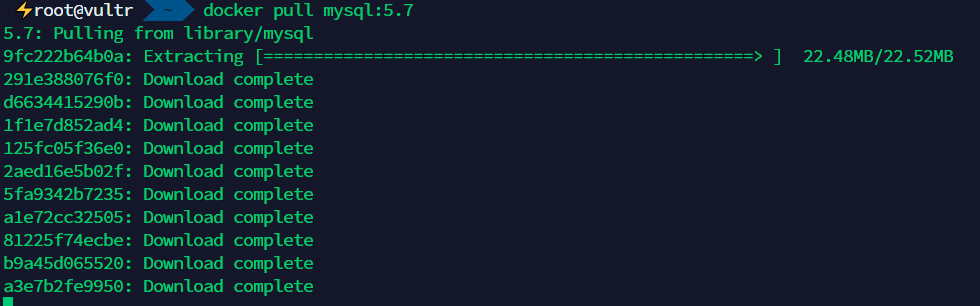 ⚡root@vultr ~ docker pull mysql:5.7
5.7: Pulling from library/mysql
9fc222b64b0a: Extracting [=================================================> ]  22.48MB/22.52MB
291e388076f0: Download complete
d6634415290b: Download complete
1f1e7d852ad4: Download complete
125fc05f36e0: Download complete
2aed16e5b02f: Download complete
5fa9342b7235: Download complete
a1e72cc32505: Download complete
81225f74ecbe: Download complete
b9a45d065520: Download complete
a3e7b2fe9950: Download complete